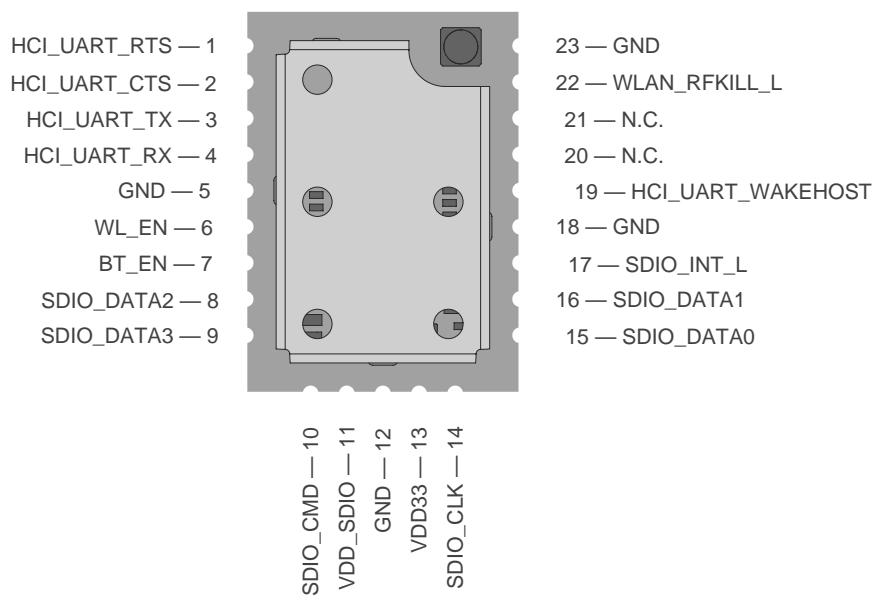 HCI_UART_RTS — 1
HCI_UART_CTS — 2
HCI_UART_TX — 3
HCI_UART_RX — 4
GND — 5
WL_EN — 6
BT_EN — 7
SDIO_DATA2 — 8
SDIO_DATA3 — 9
SDIO_CMD — 10
VDD_SDIO — 11
GND — 12
VDD33 — 13
SDIO_CLK — 14
23 — GND
22 — WLAN_RFKILL_L
21 — N.C.
20 — N.C.
19 — HCI_UART_WAKEHOST
18 — GND
17 — SDIO_INT_L
16 — SDIO_DATA1
15 — SDIO_DATA0